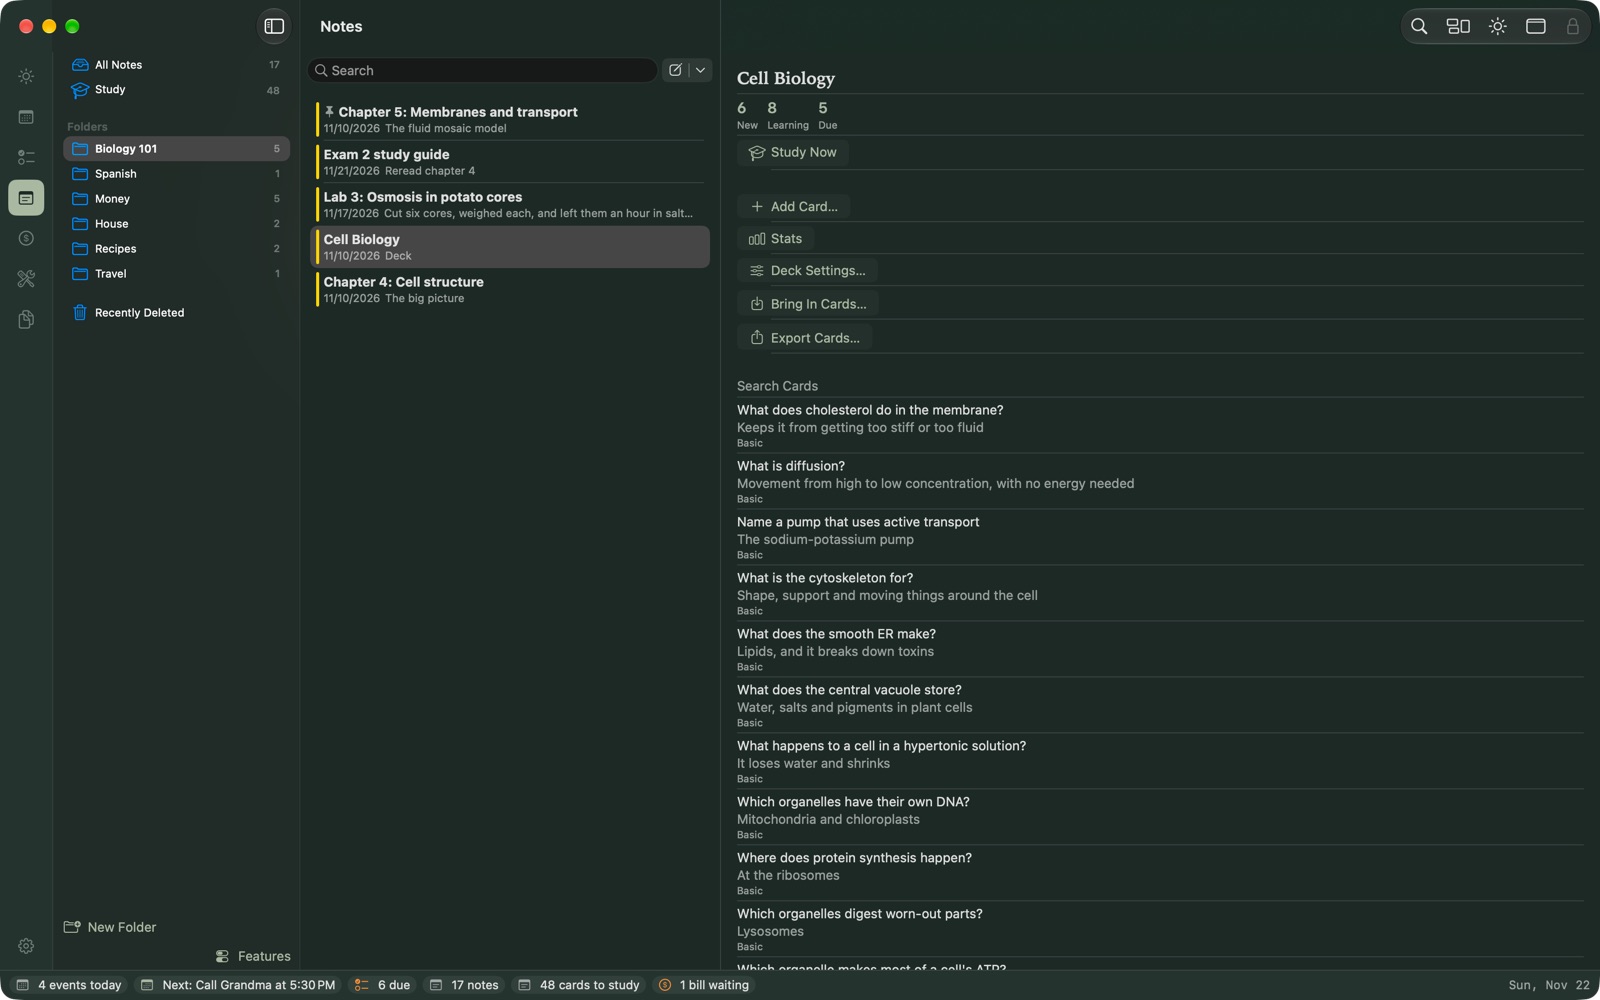 Notes
All Notes 17
Study 48
Folders
Biology 101 5
Spanish 1
Money 5
House 2
Recipes 2
Travel 1
Recently Deleted
New Folder
Features
Search
Chapter 5: Membranes and transport
11/10/2026 The fluid mosaic model
Exam 2 study guide
11/21/2026 Reread chapter 4
Lab 3: Osmosis in potato cores
11/17/2026 Cut six cores, weighed each, and left them an hour in salt...
Cell Biology
11/10/2026 Deck
Chapter 4: Cell structure
11/10/2026 The big picture
Cell Biology
6 8 5
New Learning Due
Study Now
Add Card...
Stats
Deck Settings...
Bring In Cards...
Export Cards...
Search Cards
What does cholesterol do in the membrane?
Keeps it from getting too stiff or too fluid
Basic
What is diffusion?
Movement from high to low concentration, with no energy needed
Basic
Name a pump that uses active transport
The sodium-potassium pump
Basic
What is the cytoskeleton for?
Shape, support and moving things around the cell
Basic
What does the smooth ER make?
Lipids, and it breaks down toxins
Basic
What does the central vacuole store?
Water, salts and pigments in plant cells
Basic
What happens to a cell in a hypertonic solution?
It loses water and shrinks
Basic
Which organelles have their own DNA?
Mitochondria and chloroplasts
Basic
Where does protein synthesis happen?
At the ribosomes
Basic
Which organelles digest worn-out parts?
Lysosomes
Basic
Which organelle makes most of a cell's ATP?
4 events today
Next: Call Grandma at 5:30 PM
6 due
17 notes
48 cards to study
1 bill waiting
Sun, Nov 22